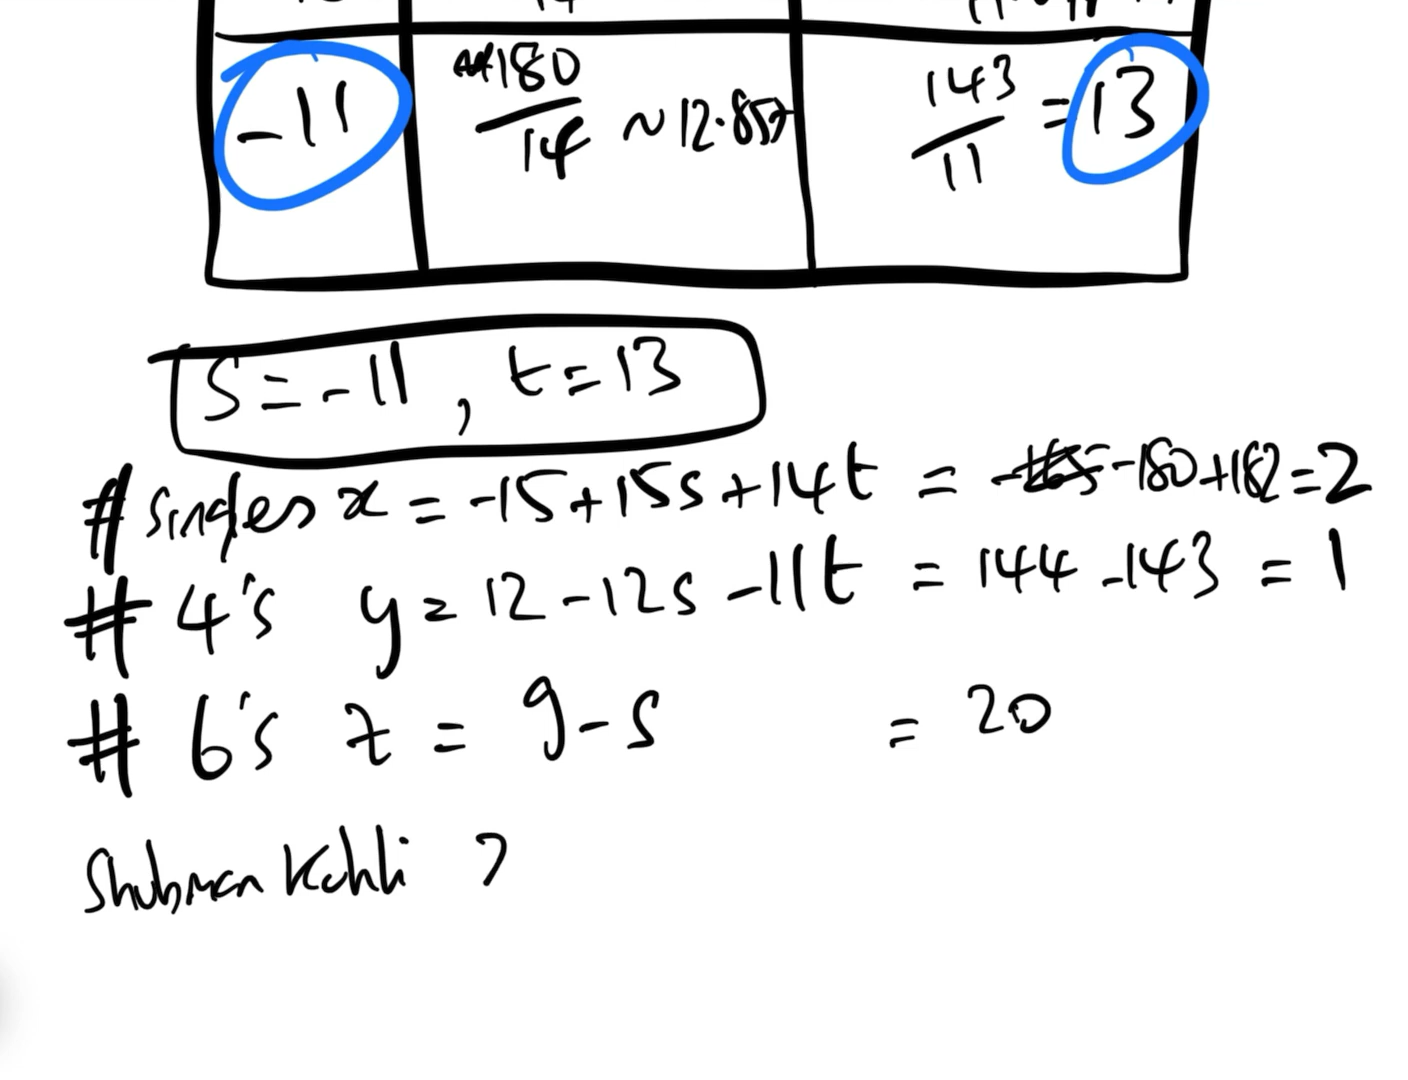 -11 180/14 ~ 12.857 143/11 = 13
S = -11 , t = 13
# Singles x = -15 + 15s + 14t = -180 + 182 = 2
# 4's y = 12 - 12s - 11t = 144 - 143 = 1
# 6's z = 9 - s = 20
Shubman Kohli ?